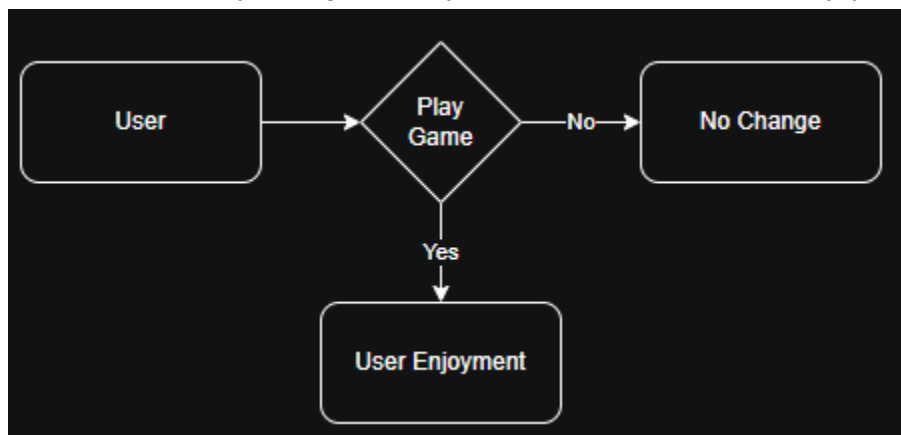 User
Play
Game
No
No Change
Yes
User Enjoyment